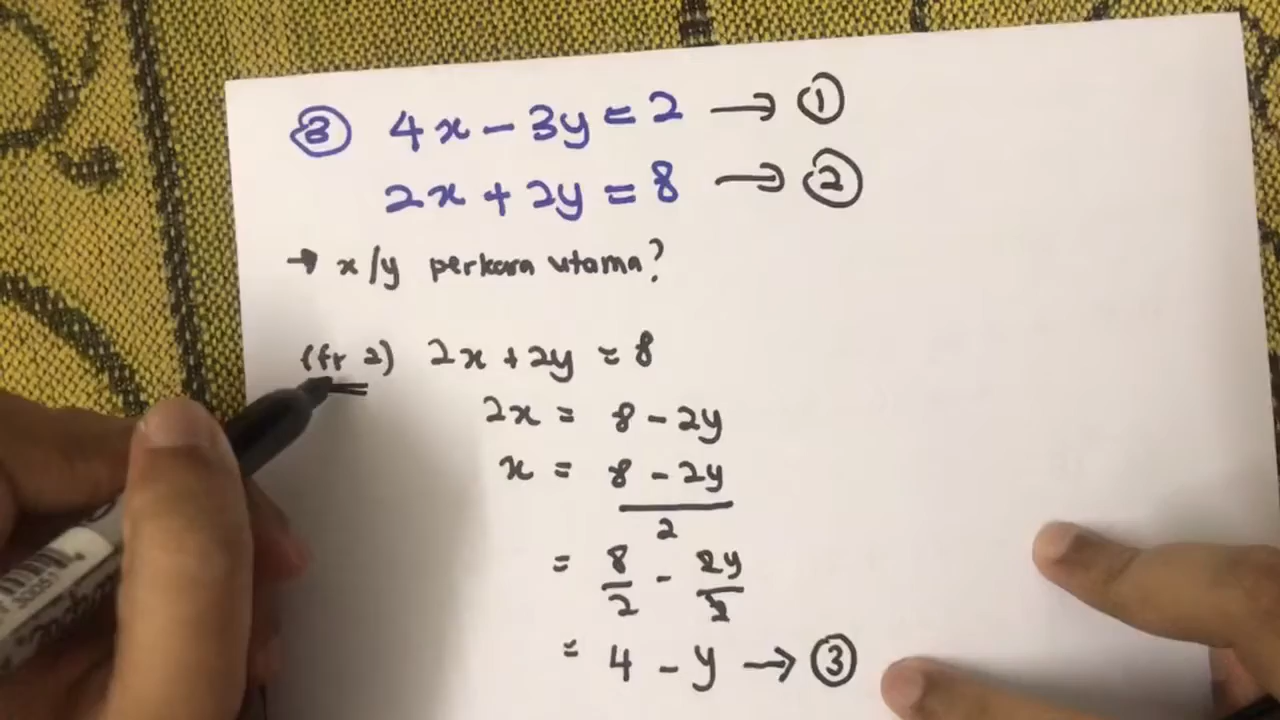 ③ 4x - 3y = 2 → ①
2x + 2y = 8 → ②
→ x/y perkara utama?
(fr 2) 2x + 2y = 8
2x = 8 - 2y
x = 8 - 2y
2
= 8/2 - 2y/2
= 4 - y → ③